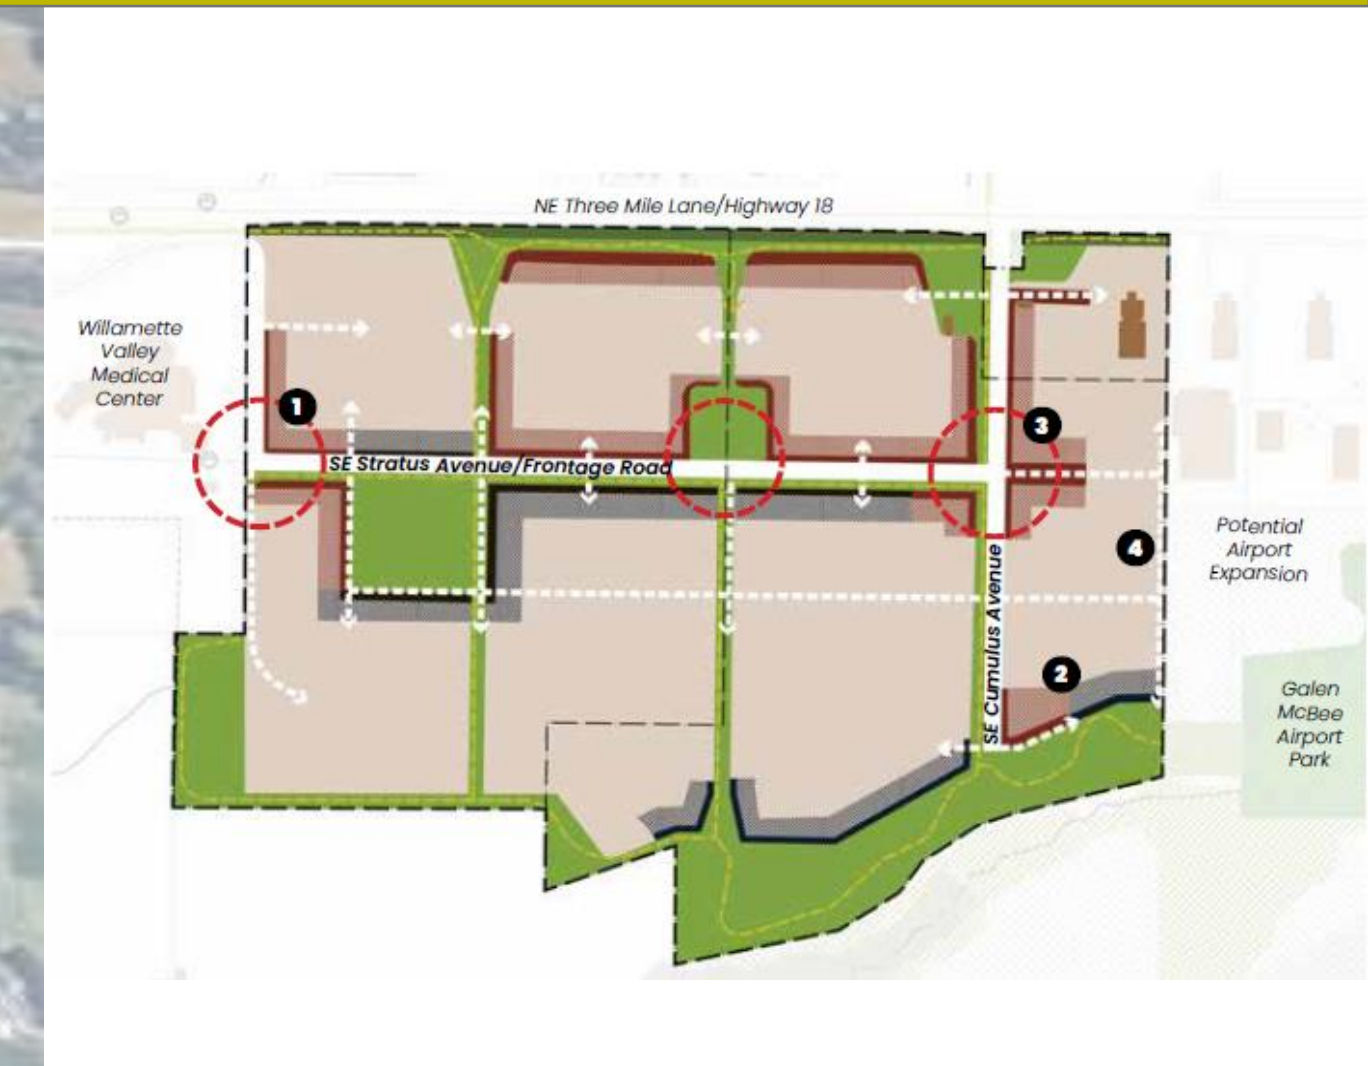 NE Three Mile Lane/Highway 18
Willamette
Valley
Medical
Center
1
3
SE Stratus Avenue/Frontage Road
4
Potential
Airport
Expansion
SE Cumulus Avenue
2
Galen
McBee
Airport
Park